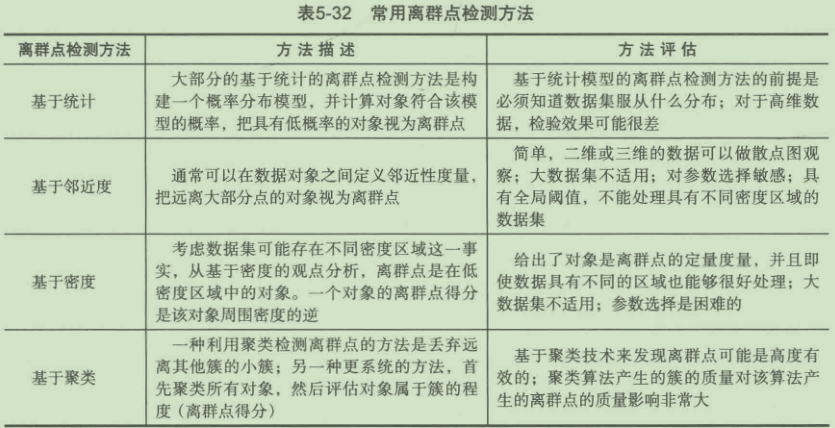 表5-32 常用离群点检测方法
离群点检测方法 方法描述 方法评估
基于统计
大部分的基于统计的离群点检测方法是构
建一个概率分布模型，并计算对象符合该模
型的概率，把具有低概率的对象视为离群点
基于统计模型的离群点检测方法的前提是
必须知道数据集服从什么分布；对于高维数
据，检验效果可能很差
基于邻近度
通常可以在数据对象之间定义邻近性度量，
把远离大部分点的对象视为离群点
简单，二维或三维的数据可以做散点图观
察；大数据集不适用；对参数选择敏感；具
有全局阈值，不能处理具有不同密度区域的
数据集
基于密度
考虑数据集可能存在不同密度区域这一事
实，从基于密度的观点分析，离群点是在低
密度区域中的对象。一个对象的离群点得分
是该对象周围密度的逆
给出了对象是离群点的定量度量，并且即
使数据具有不同的区域也能够很好处理；大
数据集不适用；参数选择是困难的
基于聚类
一种利用聚类检测离群点的方法是丢弃远
离其他簇的小簇；另一种更系统的方法，首
先聚类所有对象，然后评估对象属于簇的程
度（离群点得分）
基于聚类技术来发现离群点可能是高度有
效的；聚类算法产生的簇的质量对该算法产
生的离群点的质量影响非常大